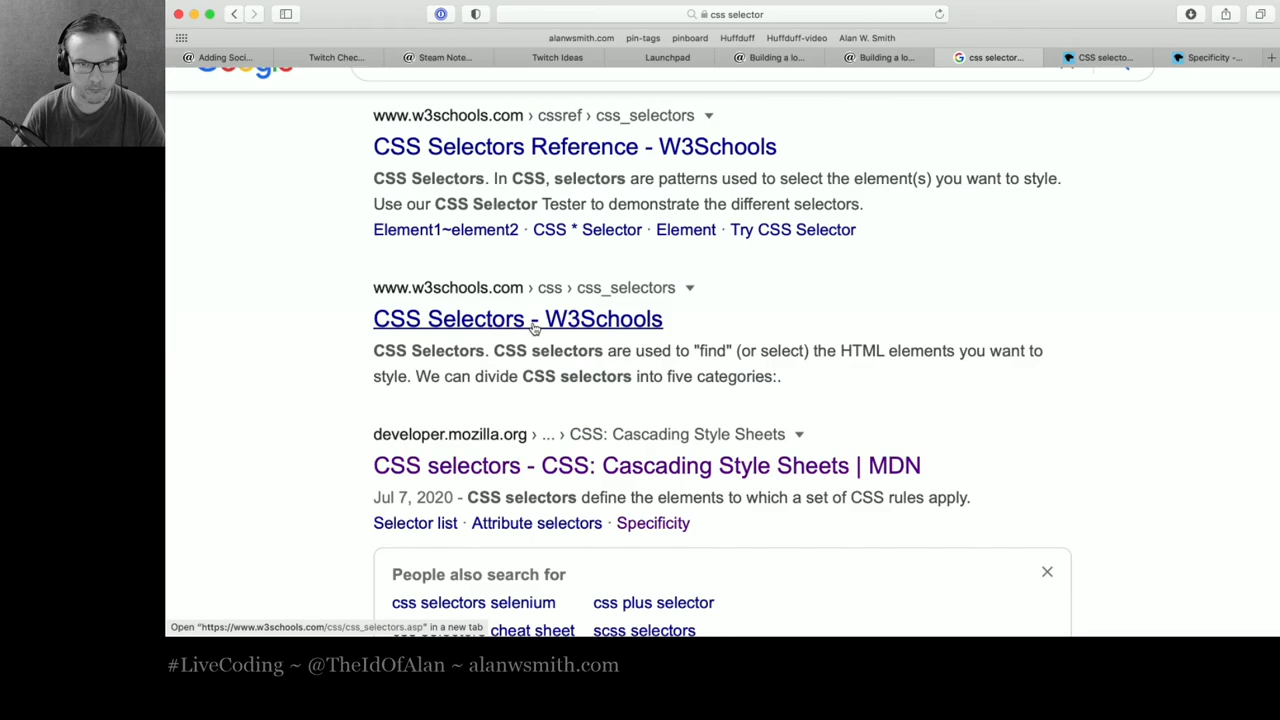 css selector
alanwsmith.com pin-tags pinboard Huffduff Huffduff-video Alan W. Smith
Adding Soci... Twitch Chec... Steam Note... Twitch Ideas Launchpad Building a lo... Building a lo... css selector... CSS selecto... Specificity -...
www.w3schools.com › cssref › css_selectors
CSS Selectors Reference - W3Schools
CSS Selectors. In CSS, selectors are patterns used to select the element(s) you want to style.
Use our CSS Selector Tester to demonstrate the different selectors.
Element1~element2 · CSS * Selector · Element · Try CSS Selector
www.w3schools.com › css › css_selectors
CSS Selectors - W3Schools
CSS Selectors. CSS selectors are used to "find" (or select) the HTML elements you want to
style. We can divide CSS selectors into five categories:.
developer.mozilla.org › ... › CSS: Cascading Style Sheets
CSS selectors - CSS: Cascading Style Sheets | MDN
Jul 7, 2020 - CSS selectors define the elements to which a set of CSS rules apply.
Selector list · Attribute selectors · Specificity
People also search for
css selectors selenium css plus selector
cheat sheet scss selectors
Open "https://www.w3schools.com/css/css_selectors.asp" in a new tab
#LiveCoding ~ @TheIdOfAlan ~ alanwsmith.com